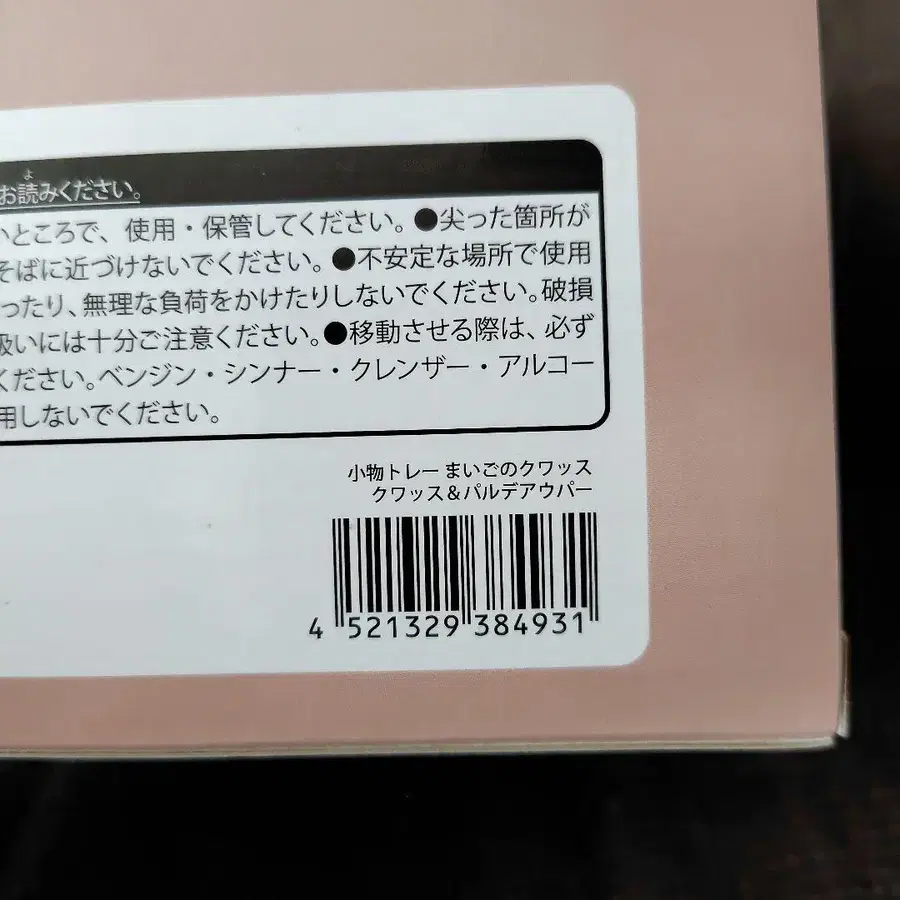 お読みください。
いところで、使用・保管してください。●尖った箇所が
そばに近づけないでください。●不安定な場所で使用
ったり、無理な負荷をかけたりしないでください。破損
扱いには十分ご注意ください。●移動させる際は、必ず
ください。ベンジン・シンナー・クレンザー・アルコー
用しないでください。
小物トレー まいごのクワッス
クワッス&パルデアウパー
4 521329 384931